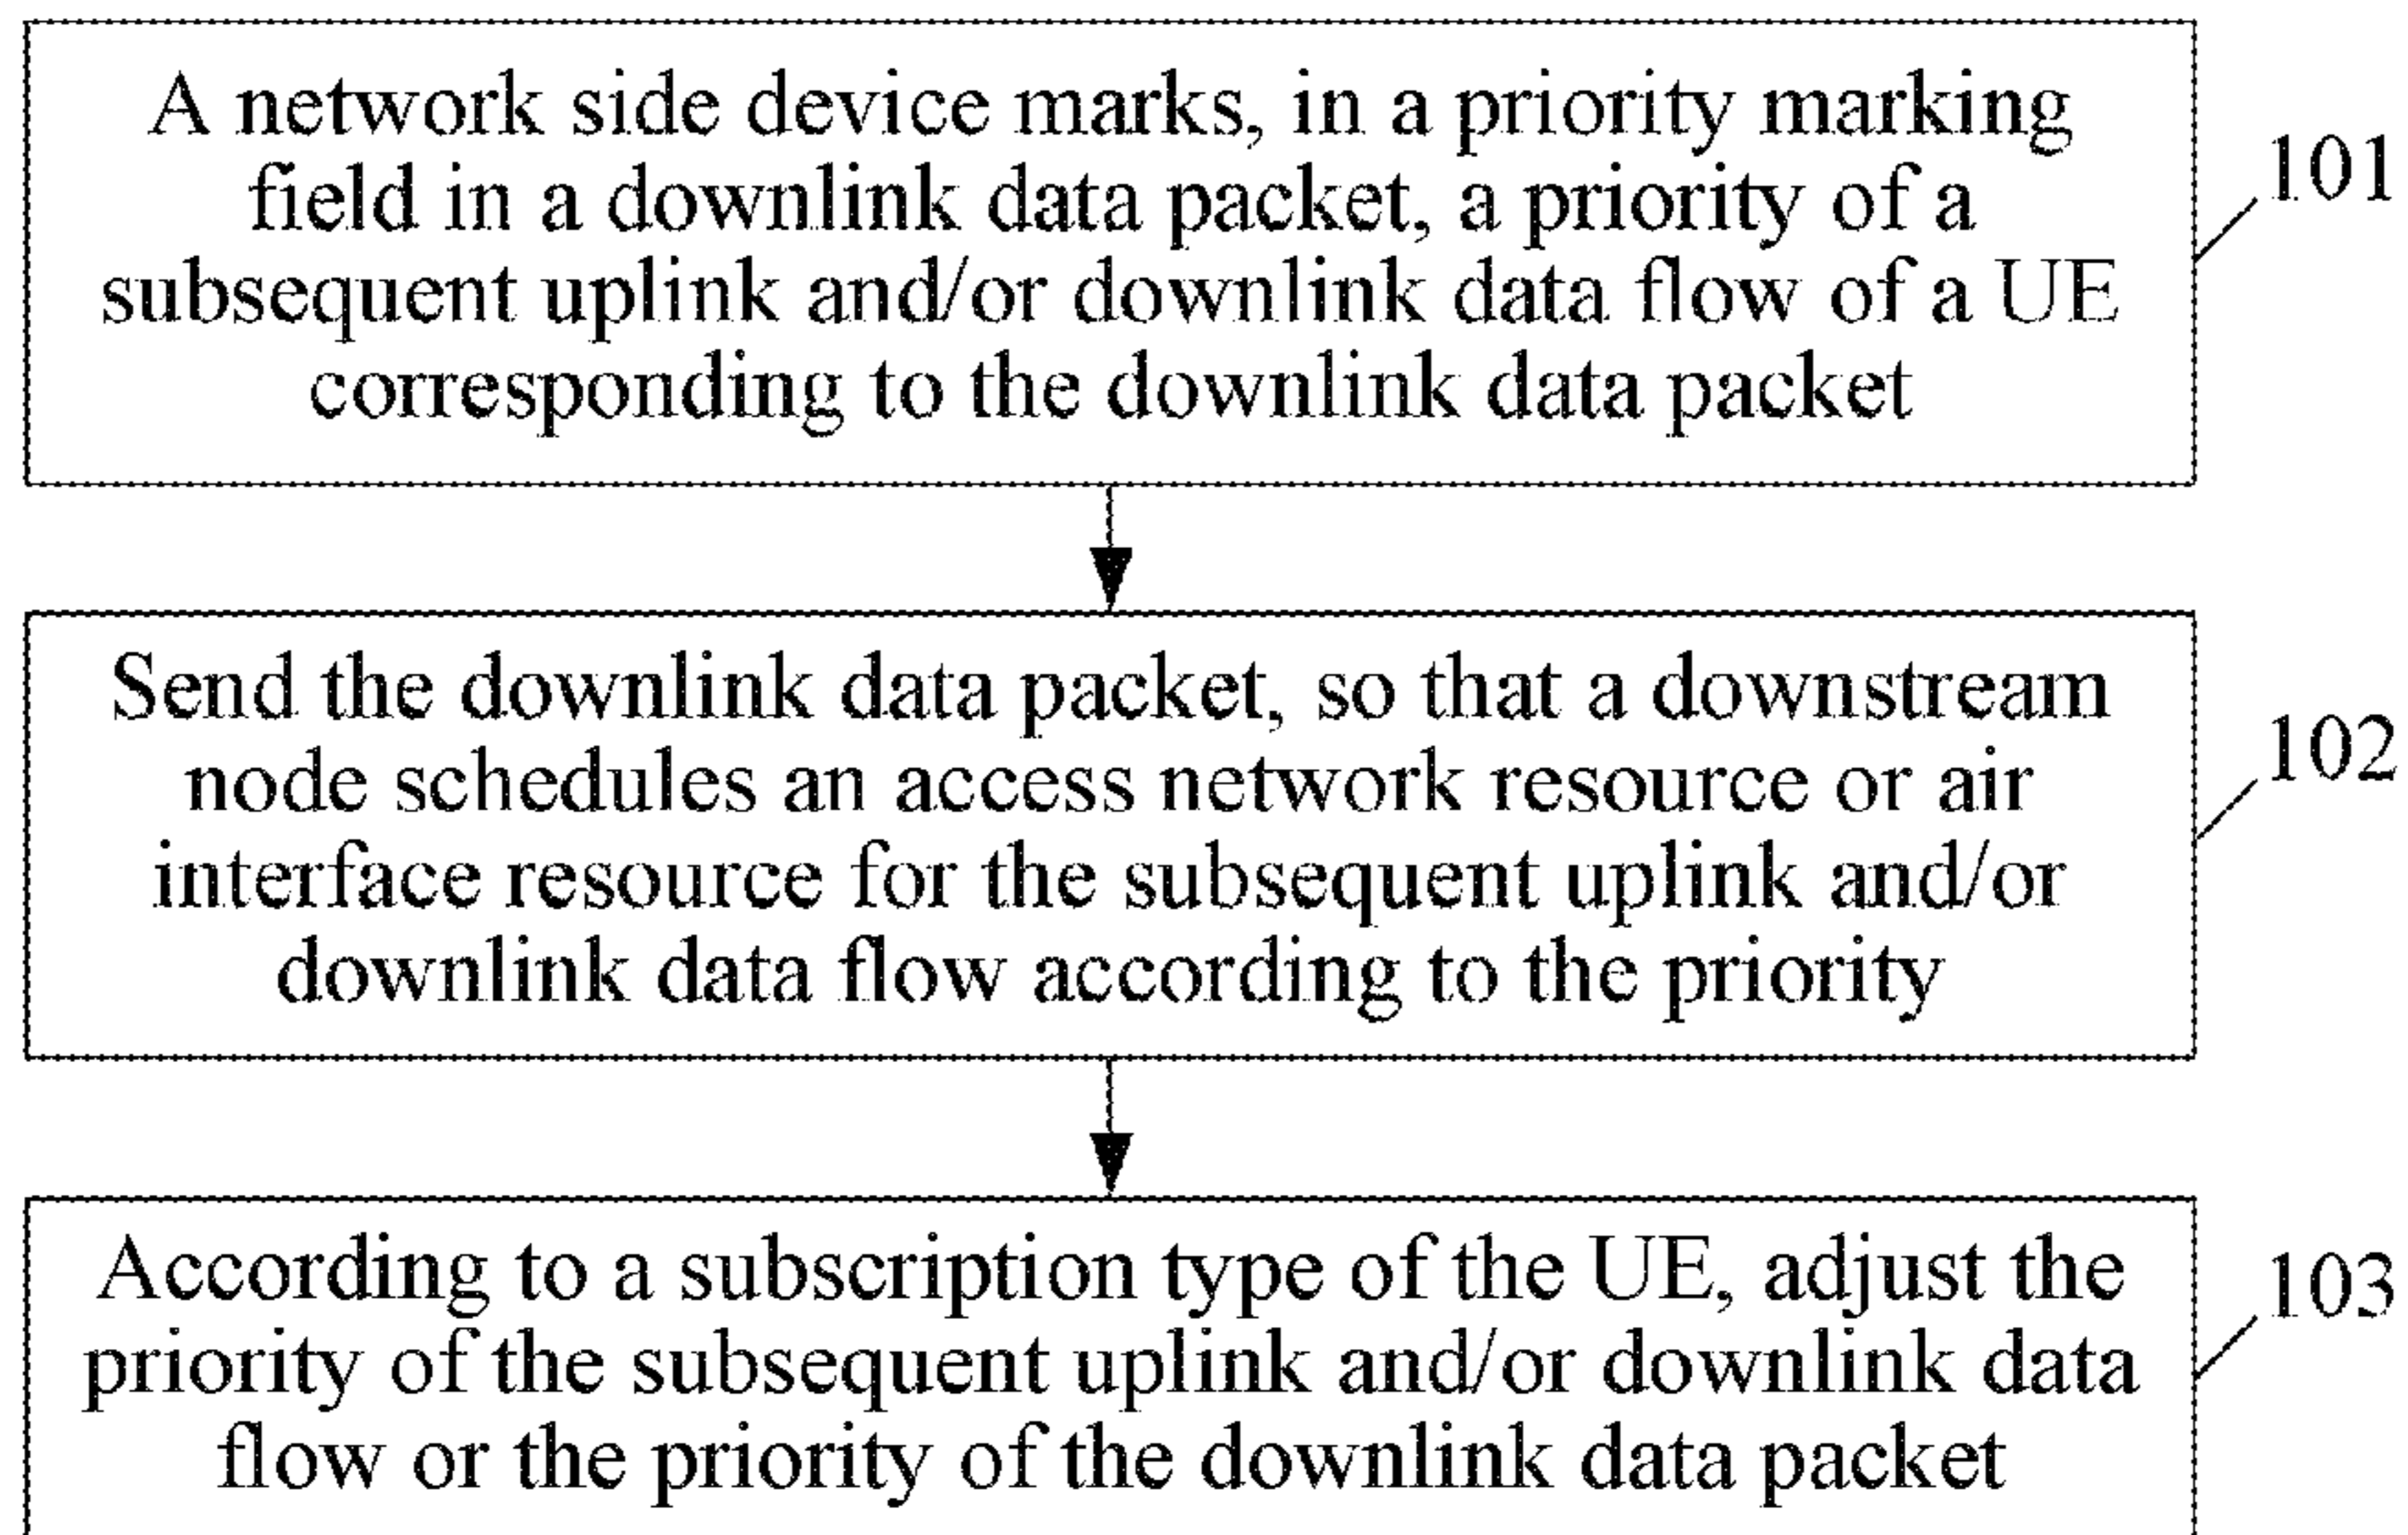 A network side device marks, in a priority marking
field in a downlink data packet, a priority of a
subsequent uplink and/or downlink data flow of a UE
corresponding to the downlink data packet
101
Send the downlink data packet, so that a downstream
node schedules an access network resource or air
interface resource for the subsequent uplink and/or
downlink data flow according to the priority
102
According to a subscription type of the UE, adjust the
priority of the subsequent uplink and/or downlink data
flow or the priority of the downlink data packet
103